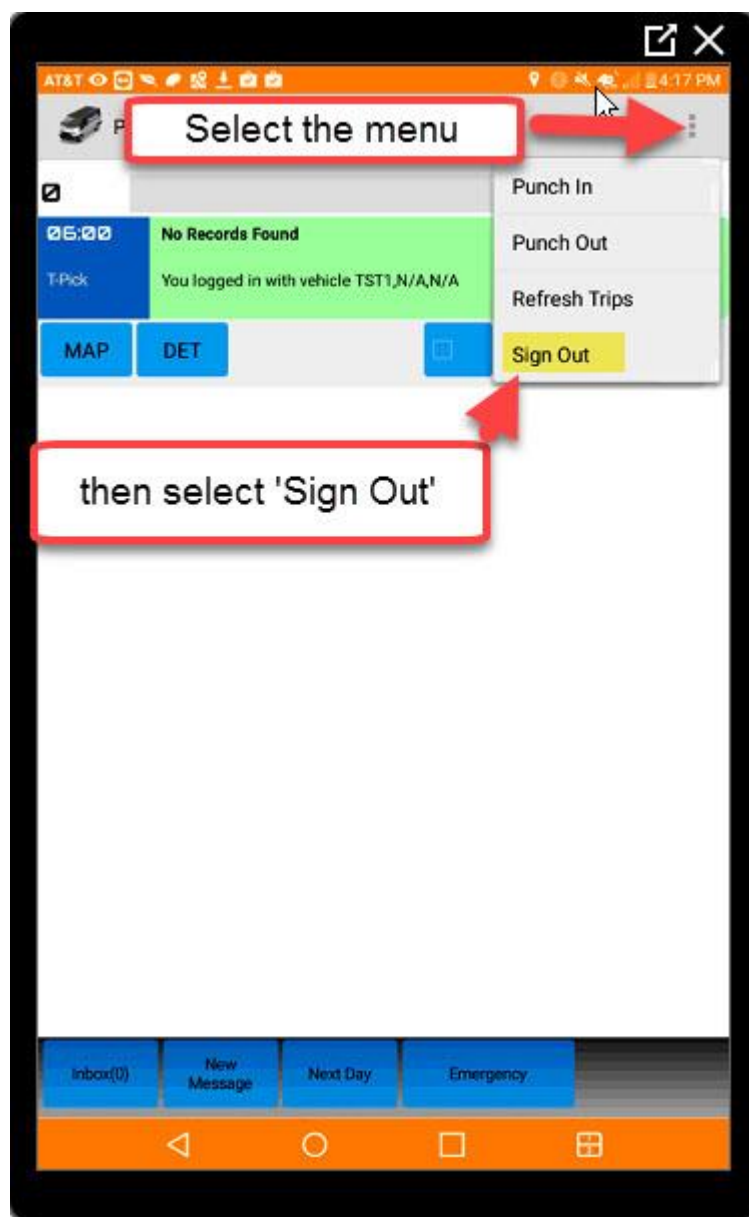 AT&T 4:17 PM
P
Select the menu
0
Punch In
06:00 No Records Found
Punch Out
T-Pick You logged in with vehicle TST1,N/A,N/A
Refresh Trips
MAP DET
Sign Out
then select 'Sign Out'
Inbox(0) New Message Next Day Emergency